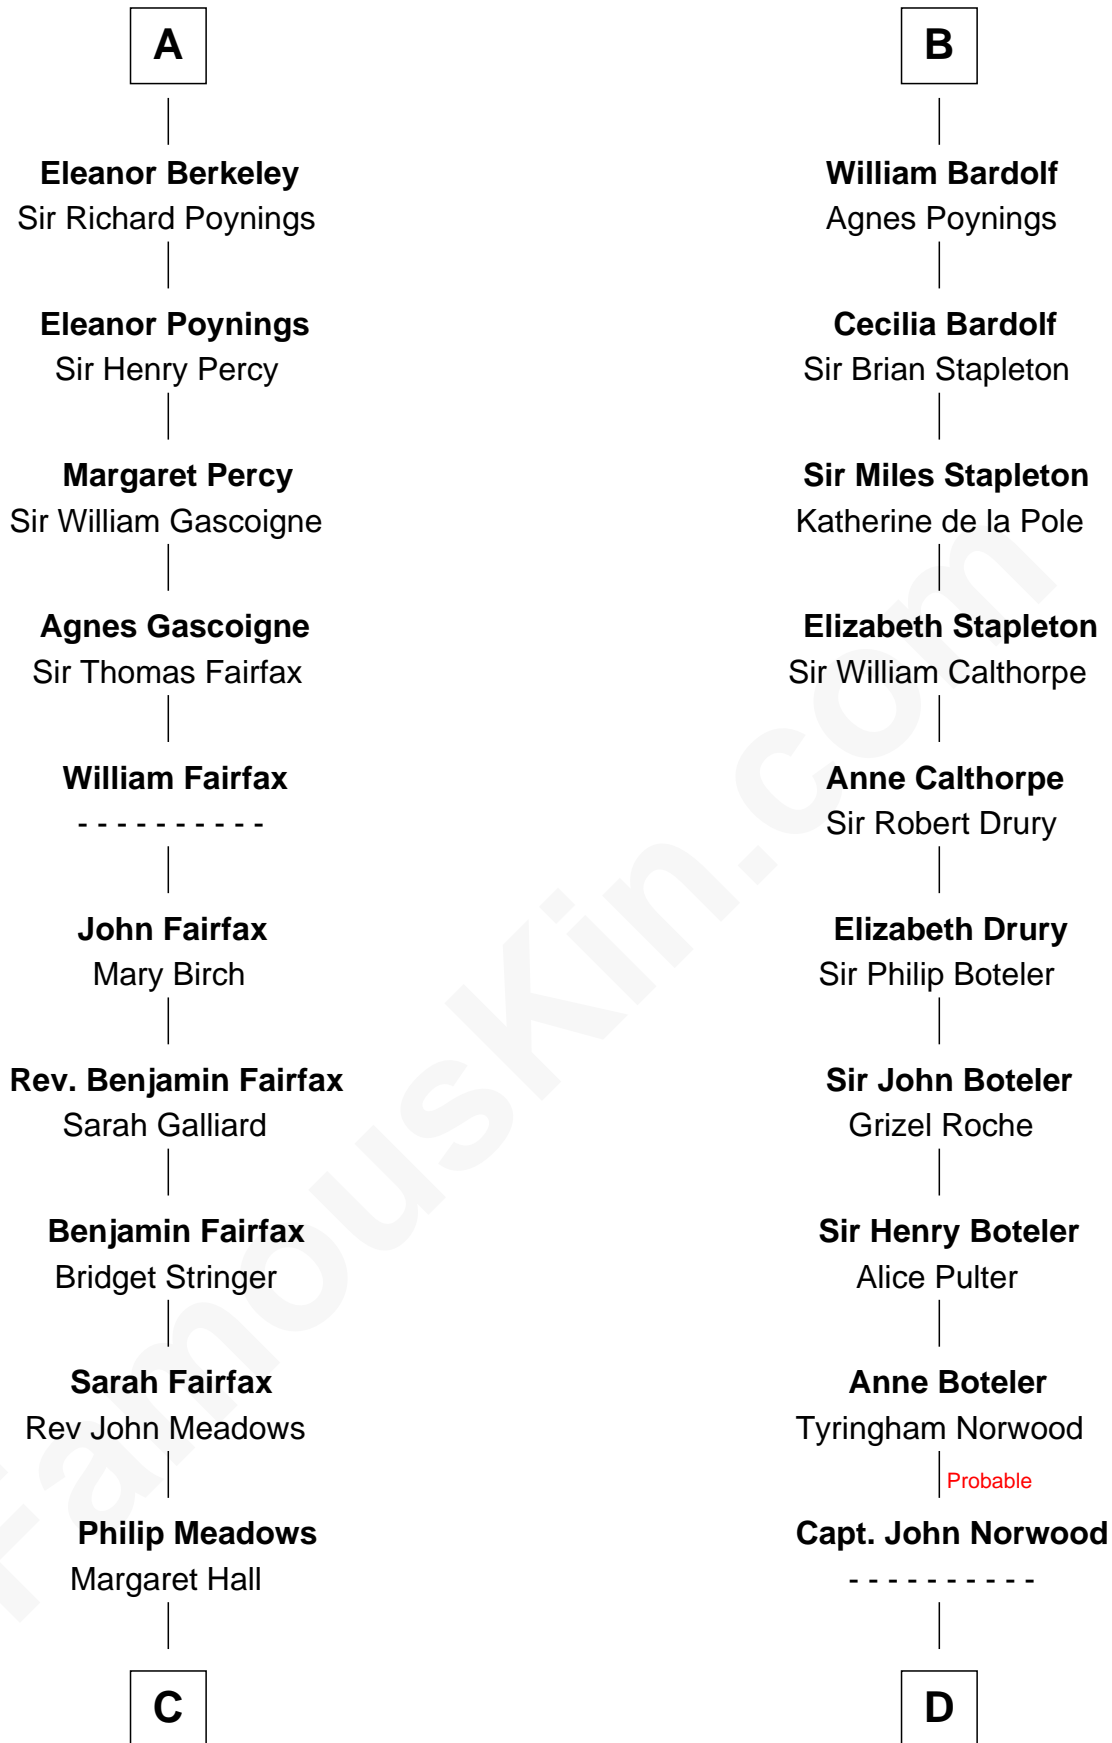 A
Eleanor Berkeley
Sir Richard Poynings
Eleanor Poynings
Sir Henry Percy
Margaret Percy
Sir William Gascoigne
Agnes Gascoigne
Sir Thomas Fairfax
William Fairfax
- - - - - - - - - -
John Fairfax
Mary Birch
Rev. Benjamin Fairfax
Sarah Galliard
Benjamin Fairfax
Bridget Stringer
Sarah Fairfax
Rev John Meadows
Philip Meadows
Margaret Hall
C
B
William Bardolf
Agnes Poynings
Cecilia Bardolf
Sir Brian Stapleton
Sir Miles Stapleton
Katherine de la Pole
Elizabeth Stapleton
Sir William Calthorpe
Anne Calthorpe
Sir Robert Drury
Elizabeth Drury
Sir Philip Boteler
Sir John Boteler
Grizel Roche
Sir Henry Boteler
Alice Pulter
Anne Boteler
Tyringham Norwood
Probable
Capt. John Norwood
- - - - - - - - - -
D
FamousKin.com